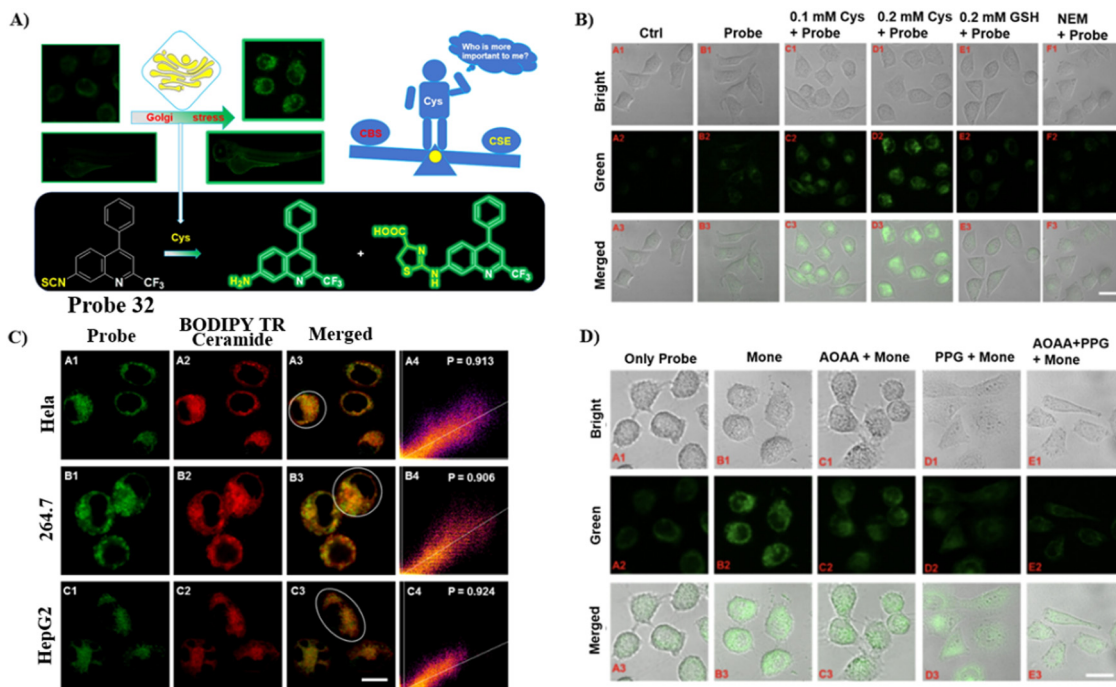 A)
Golgi stress
Who is more
important to me?
Cys
CBS
CSE
Cys
SCN
N
CF₃
H₂N
N
CF₃
+
HOOC
N
S
N
H
N
CF₃
Probe 32
B)
Ctrl
Probe
0.1 mM Cys
+ Probe
0.2 mM Cys
+ Probe
0.2 mM GSH
+ Probe
NEM
+ Probe
Bright
A1
B1
C1
D1
E1
F1
Green
A2
B2
C2
D2
E2
F2
Merged
A3
B3
C3
D3
E3
F3
C)
Probe
BODIPY TR
Ceramide
Merged
Hela
A1
A2
A3
A4
P = 0.913
264.7
B1
B2
B3
B4
P = 0.906
HepG2
C1
C2
C3
C4
P = 0.924
D)
Only Probe
Mone
AOAA + Mone
PPG + Mone
AOAA+PPG
+ Mone
Bright
A1
B1
C1
D1
E1
Green
A2
B2
C2
D2
E2
Merged
A3
B3
C3
D3
E3